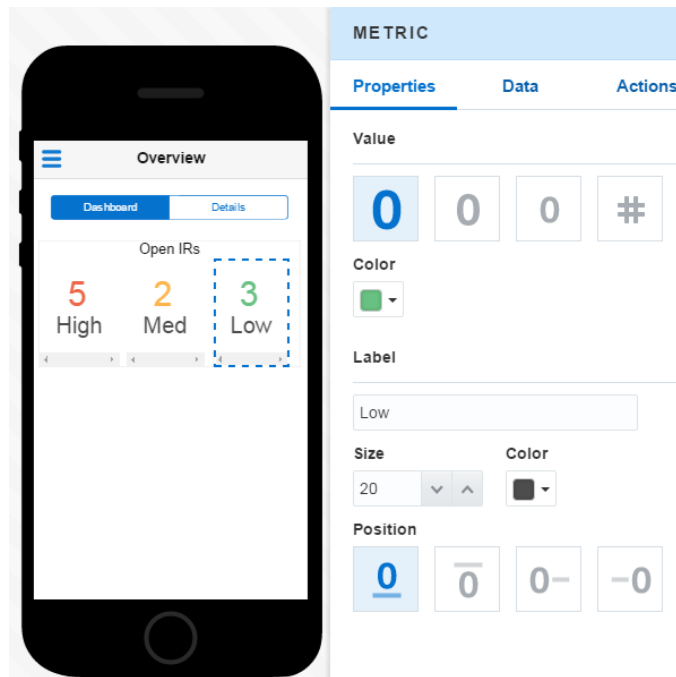 Overview
Dashboard Details
Open IRs
5 2 3
High Med Low
METRIC
Properties Data Actions
Value
0 0 0 #
Color
Label
Low
Size Color
20
Position
0 0 0– –0